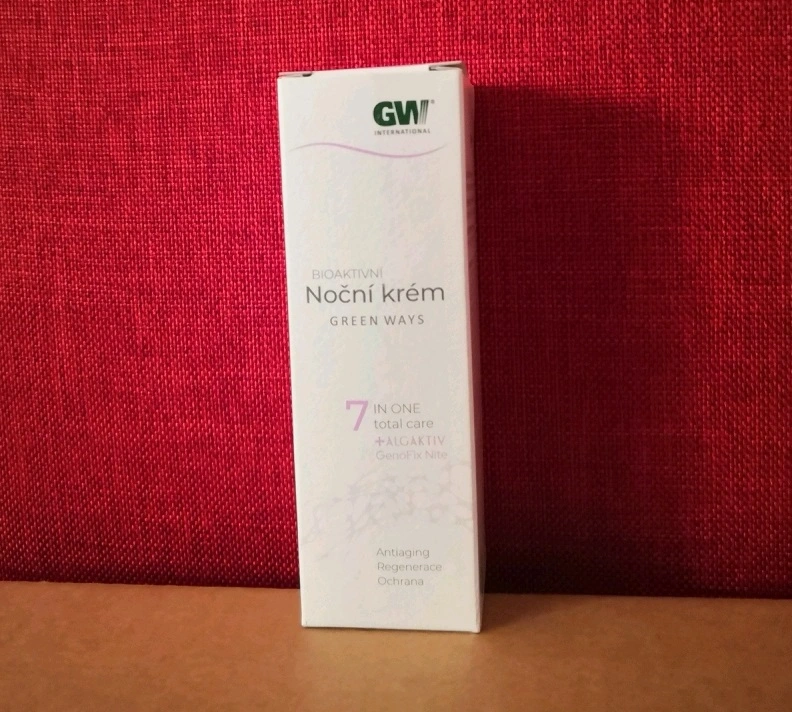 GW®
INTERNATIONAL
BIOAKTIVNÍ
Noční krém
GREEN WAYS
7 IN ONE
total care
+ALGAKTIV
GenoFix Nite
Antiaging
Regenerace
Ochrana